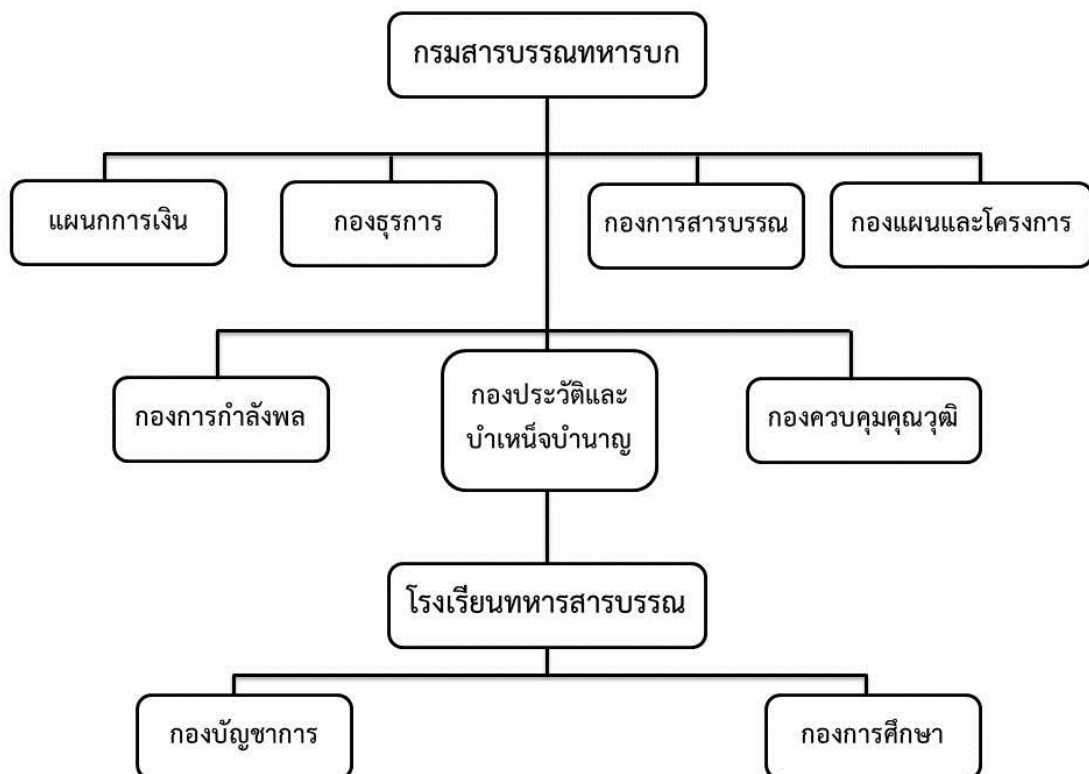 กรมสารบรรณทหารบก
แผนกการเงิน
กองธุรการ
กองการสารบรรณ
กองแผนและโครงการ
กองการกำลังพล
กองประวัติและ
บำเหน็จบำนาญ
กองควบคุมคุณวุฒิ
โรงเรียนทหารสารบรรณ
กองบัญชาการ
กองการศึกษา